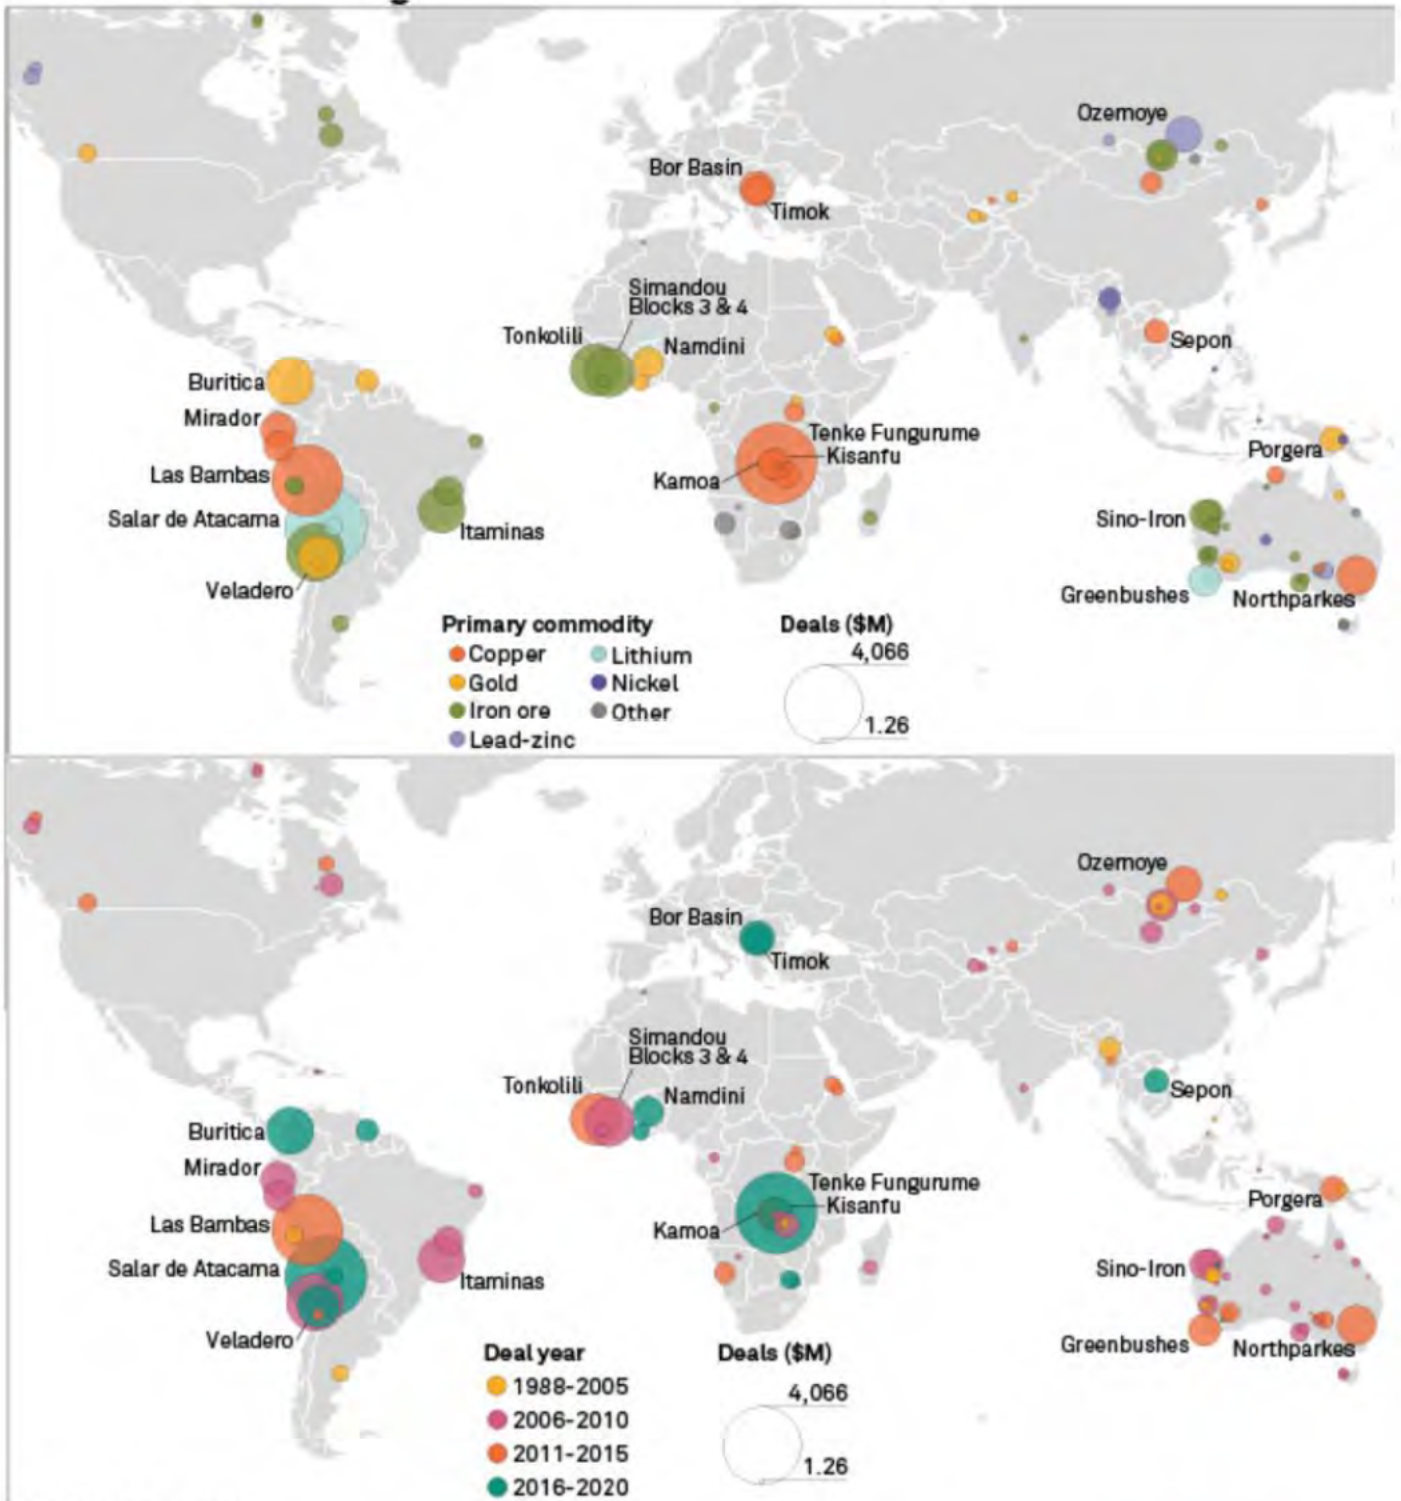 Ozernoye
Bor Basin
Timok
Simandou
Blocks 3 & 4
Tonkolili
Namdini
Sepon
Buritica
Mirador
Tenke Fungurume
Kisanfu
Porgera
Las Bambas
Kamoa
Salar de Atacama
Sino-Iron
Itaminas
Veladero
Greenbushes
Northparkes
Primary commodity
Copper
Lithium
Gold
Nickel
Iron ore
Other
Lead-zinc
Deals ($M)
4,066
1.26
Ozernoye
Bor Basin
Timok
Simandou
Blocks 3 & 4
Tonkolili
Namdini
Sepon
Buritica
Mirador
Tenke Fungurume
Kisanfu
Porgera
Las Bambas
Kamoa
Salar de Atacama
Sino-Iron
Itaminas
Veladero
Greenbushes
Northparkes
Deal year
1988-2005
2006-2010
2011-2015
2016-2020
Deals ($M)
4,066
1.26